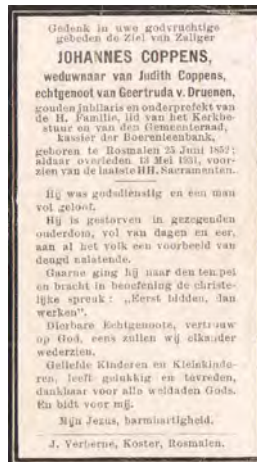 Gedenk in uwe godvruchtige
gebeden de Ziel van Zaliger
JOHANNES COPPENS,
weduwnaar van Judith Coppens,
echtgenoot van Geertruda v. Druenen,
gouden jubilaris en onderprefekt van
de H. Familie, lid van het Kerkbe-
stuur en van den Gemeenteraad,
kassier der Boerenleenbank,
geboren te Rosmalen 25 Juni 1852;
aldaar overleden 13 Mei 1931, voor-
zien van de laatste HH. Sacramenten.
Hij was godsdienstig en een man
vol geloof.
Hij is gestorven in gezegenden
ouderdom, vol van dagen en eer,
aan al het volk een voorbeeld van
deugd nalatende.
Gaarne ging hij naar den tempel
en bracht in beoefening de christe-
lijke spreuk: „Eerst bidden, dan
werken”.
Dierbare Echtgenoote, vertrouw
op God, eens zullen wij elkander
wederzien.
Geliefde Kinderen en Kleinkinde-
ren, leeft gelukkig en tevreden,
dankbaar voor alle weldaden Gods.
En bidt voor mij.
Mijn Jezus, barmhartigheid.
J. Verberne, Koster, Rosmalen.